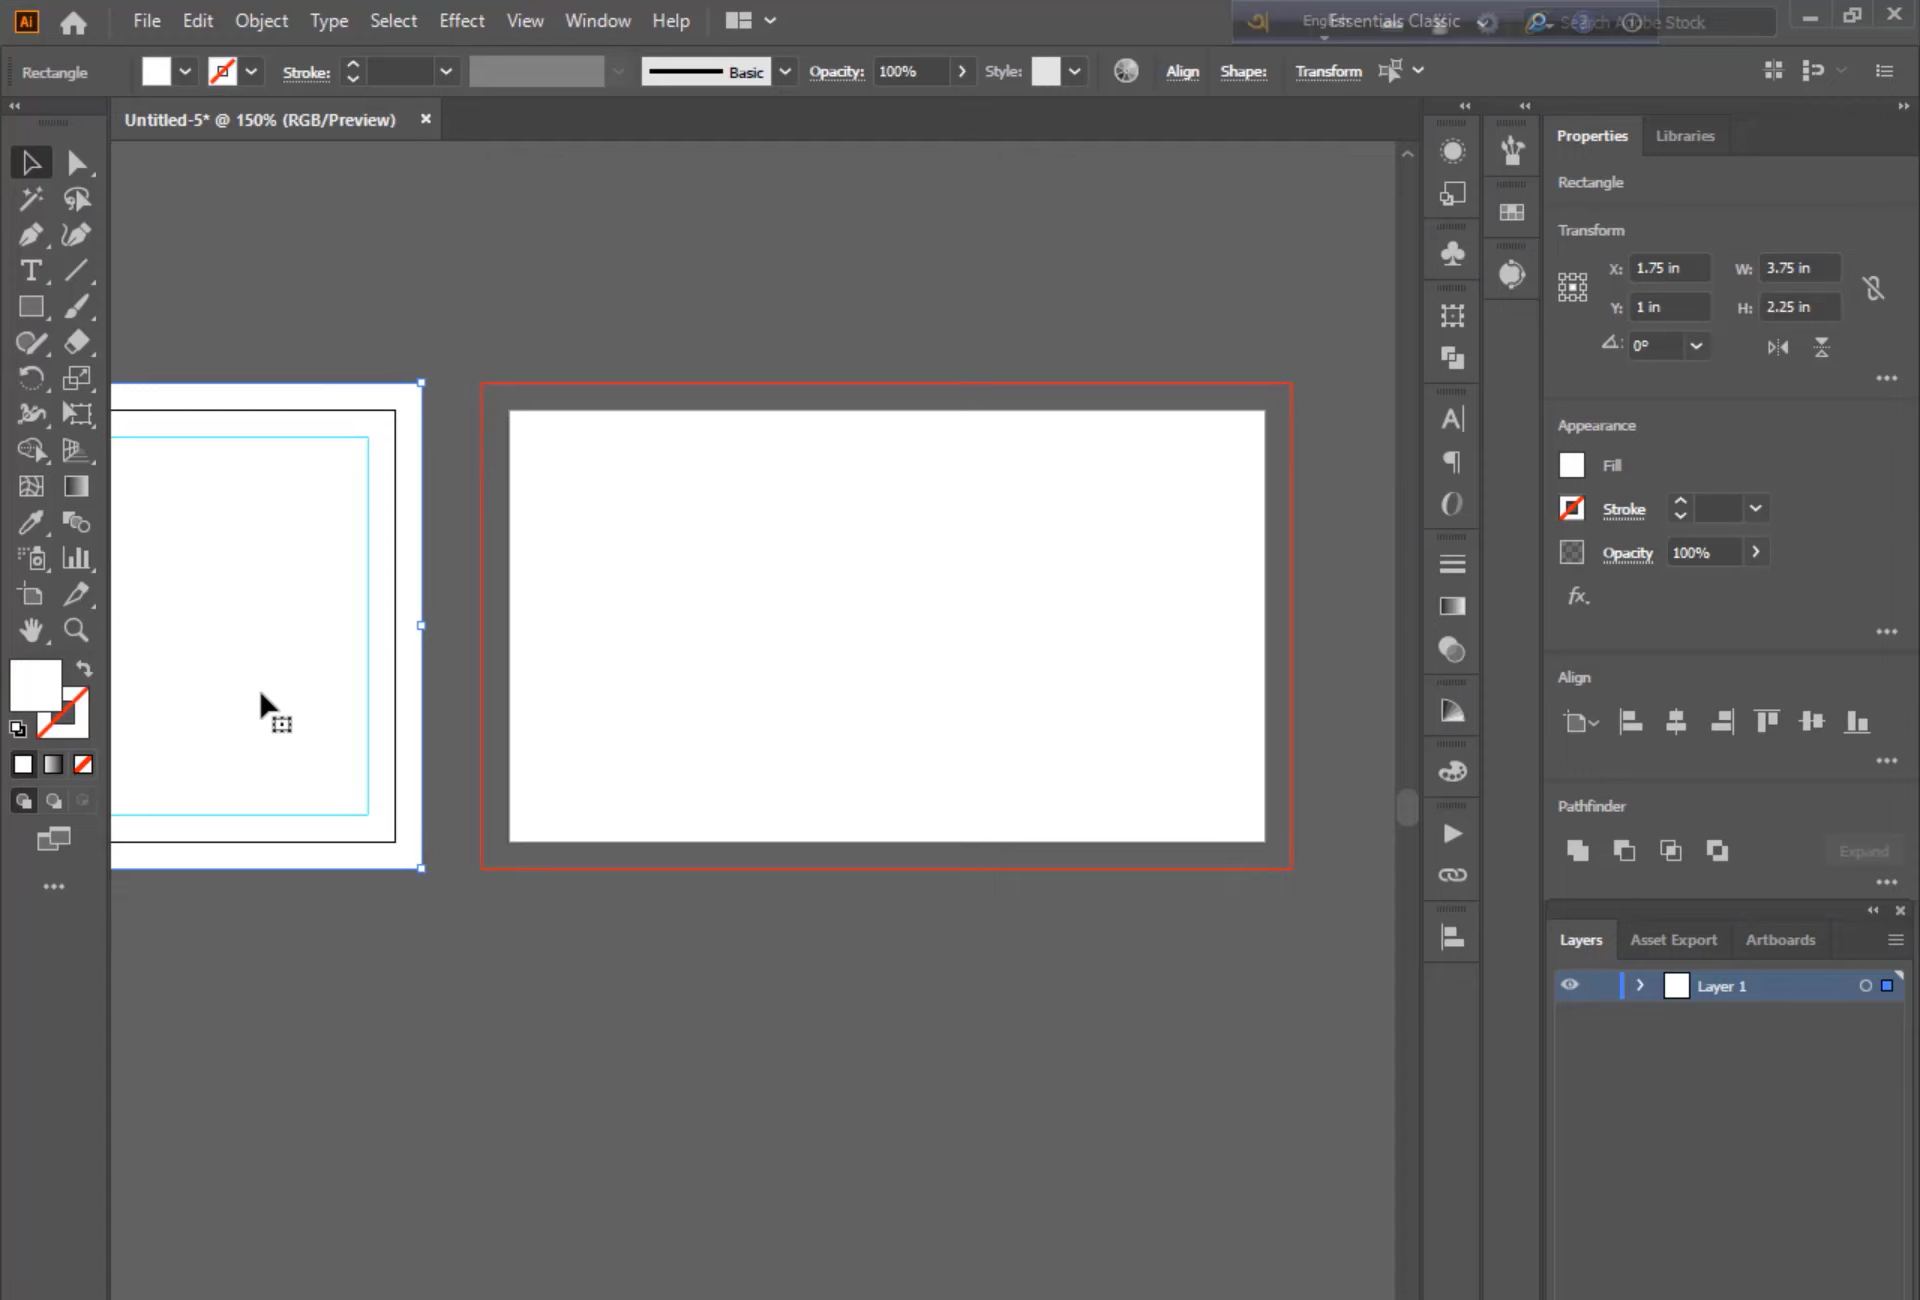 Ai File Edit Object Type Select Effect View Window Help Essentials Classic Search Adobe Stock
Rectangle Stroke: Basic Opacity: 100% Style: Align Shape: Transform
Untitled-5* @ 150% (RGB/Preview)
Properties Libraries
Rectangle
Transform
X: 1.75 in W: 3.75 in
Y: 1 in H: 2.25 in
0°
Appearance
Fill
Stroke
Opacity 100%
fx
Align
Pathfinder
Expand
Layers Asset Export Artboards
Layer 1